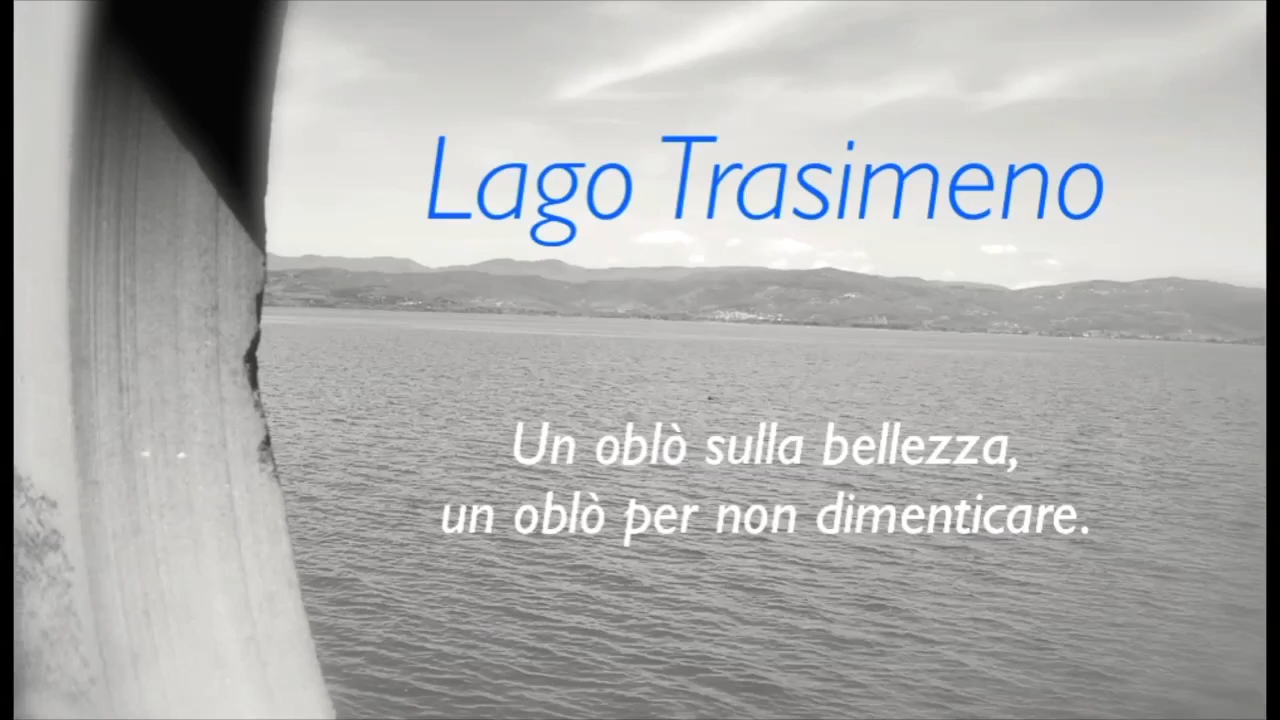 Lago Trasimeno
Un oblò sulla bellezza,
un oblò per non dimenticare.